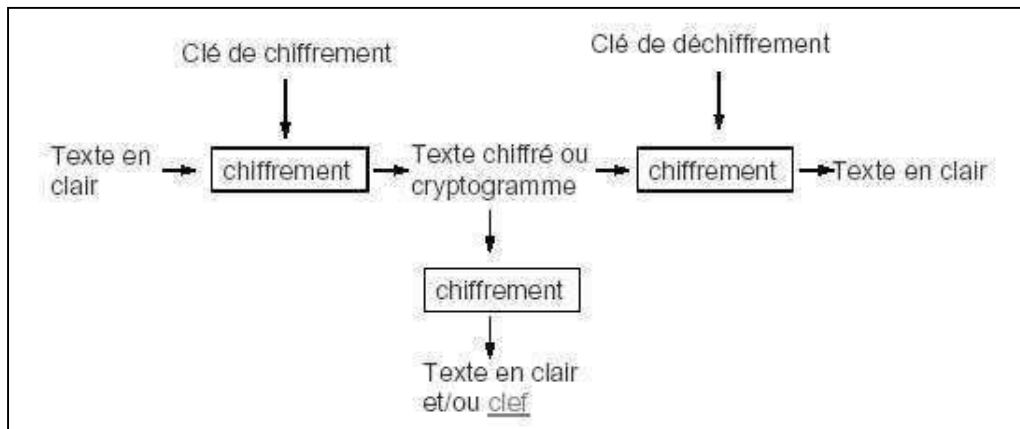 Clé de chiffrement
Clé de déchiffrement
Texte en
clair
chiffrement
Texte chiffré ou
cryptogramme
chiffrement
Texte en clair
chiffrement
Texte en clair
et/ou clef